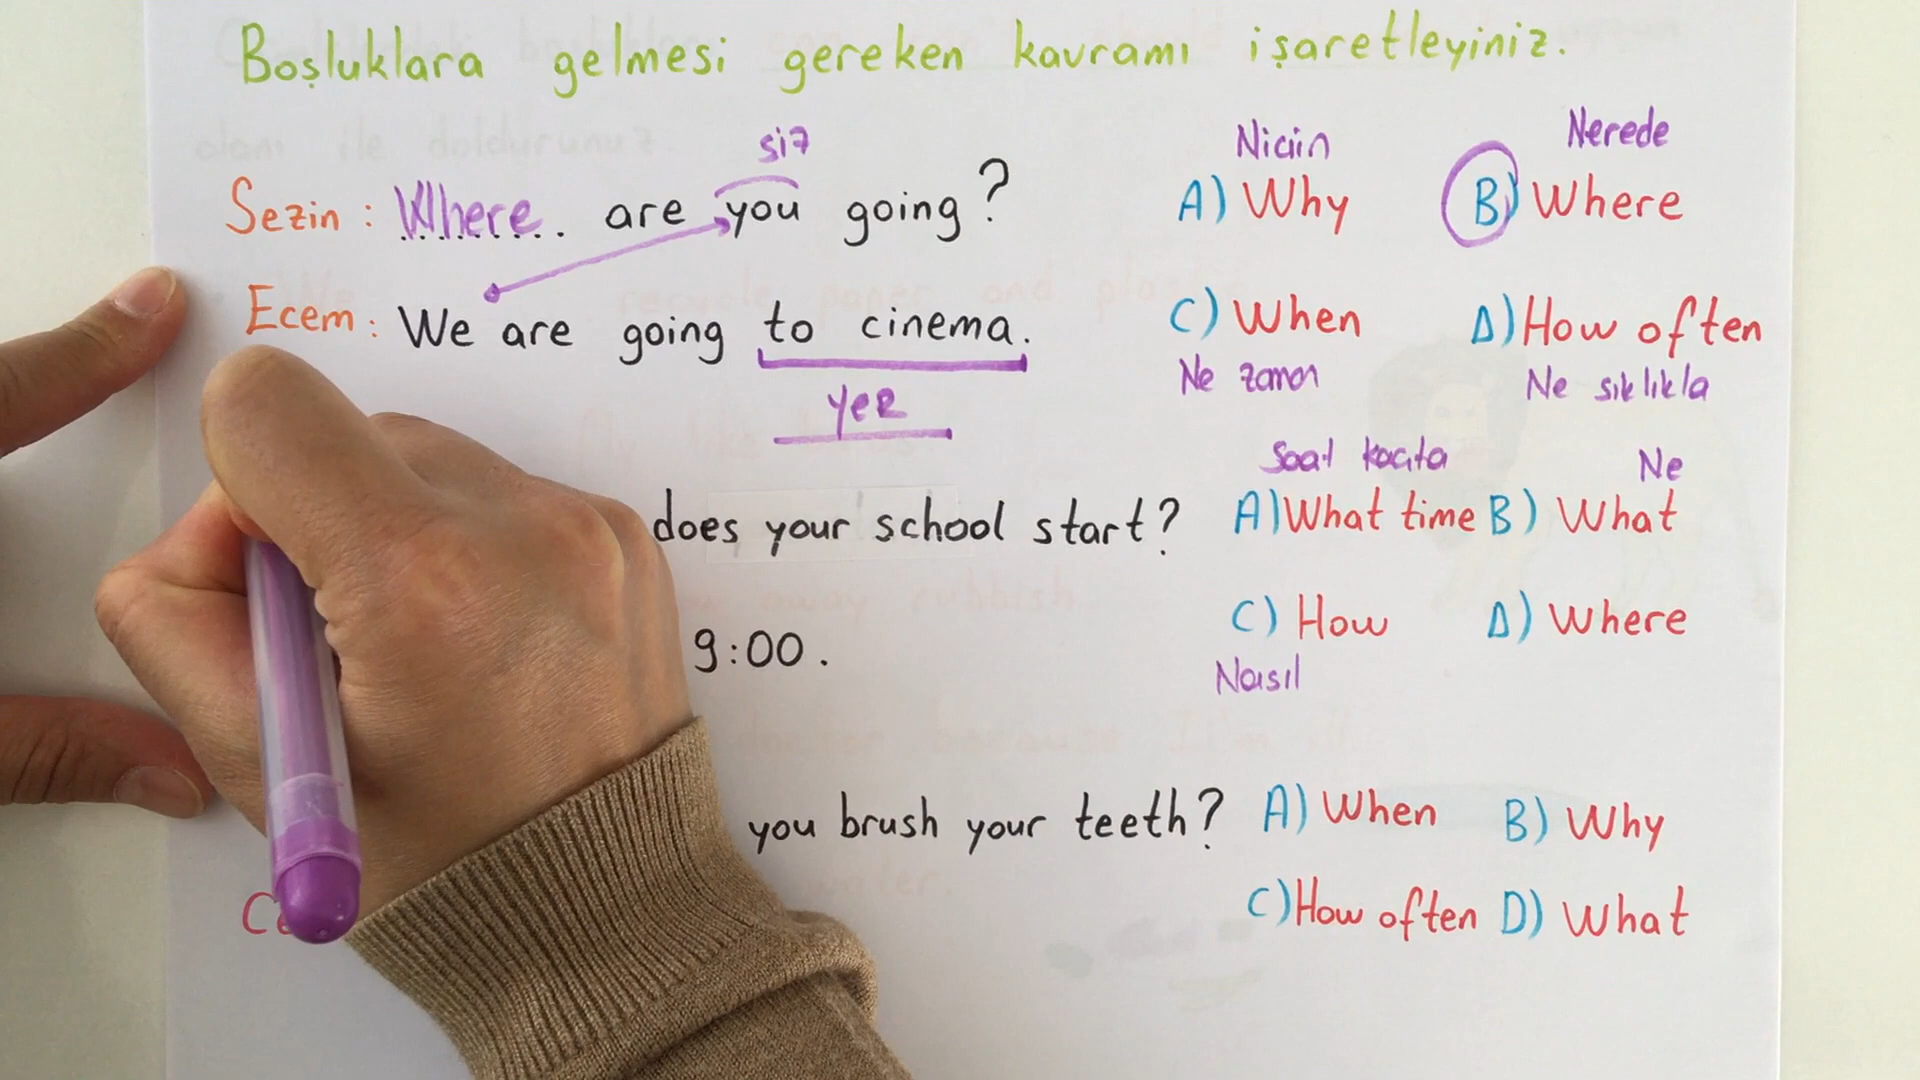 Boşluklara gelmesi gereken kavramı işaretleyiniz.
siz
Sezin : Where are you going?
Ecem : We are going to cinema.
yer
Niçin
Nerede
A) Why B) Where
C) When D) How often
Ne zaman
Ne sıklıkla
does your school start?
9:00.
Saat kaçta
Ne
A) What time B) What
C) How D) Where
Nasıl
you brush your teeth?
A) When B) Why
C) How often D) What